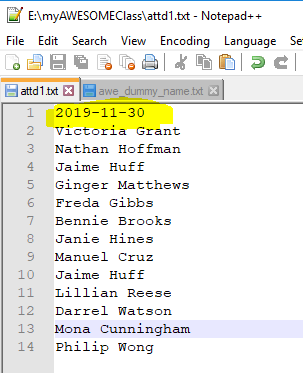 E:\myAWESOMEClass\attd1.txt - Notepad++
File Edit Search View Encoding Language
attd1.txt awe_dummy_name.txt
1 2019-11-30
2 Victoria Grant
3 Nathan Hoffman
4 Jaime Huff
5 Ginger Matthews
6 Freda Gibbs
7 Bennie Brooks
8 Janie Hines
9 Manuel Cruz
10 Jaime Huff
11 Lillian Reese
12 Darrel Watson
13 Mona Cunningham
14 Philip Wong